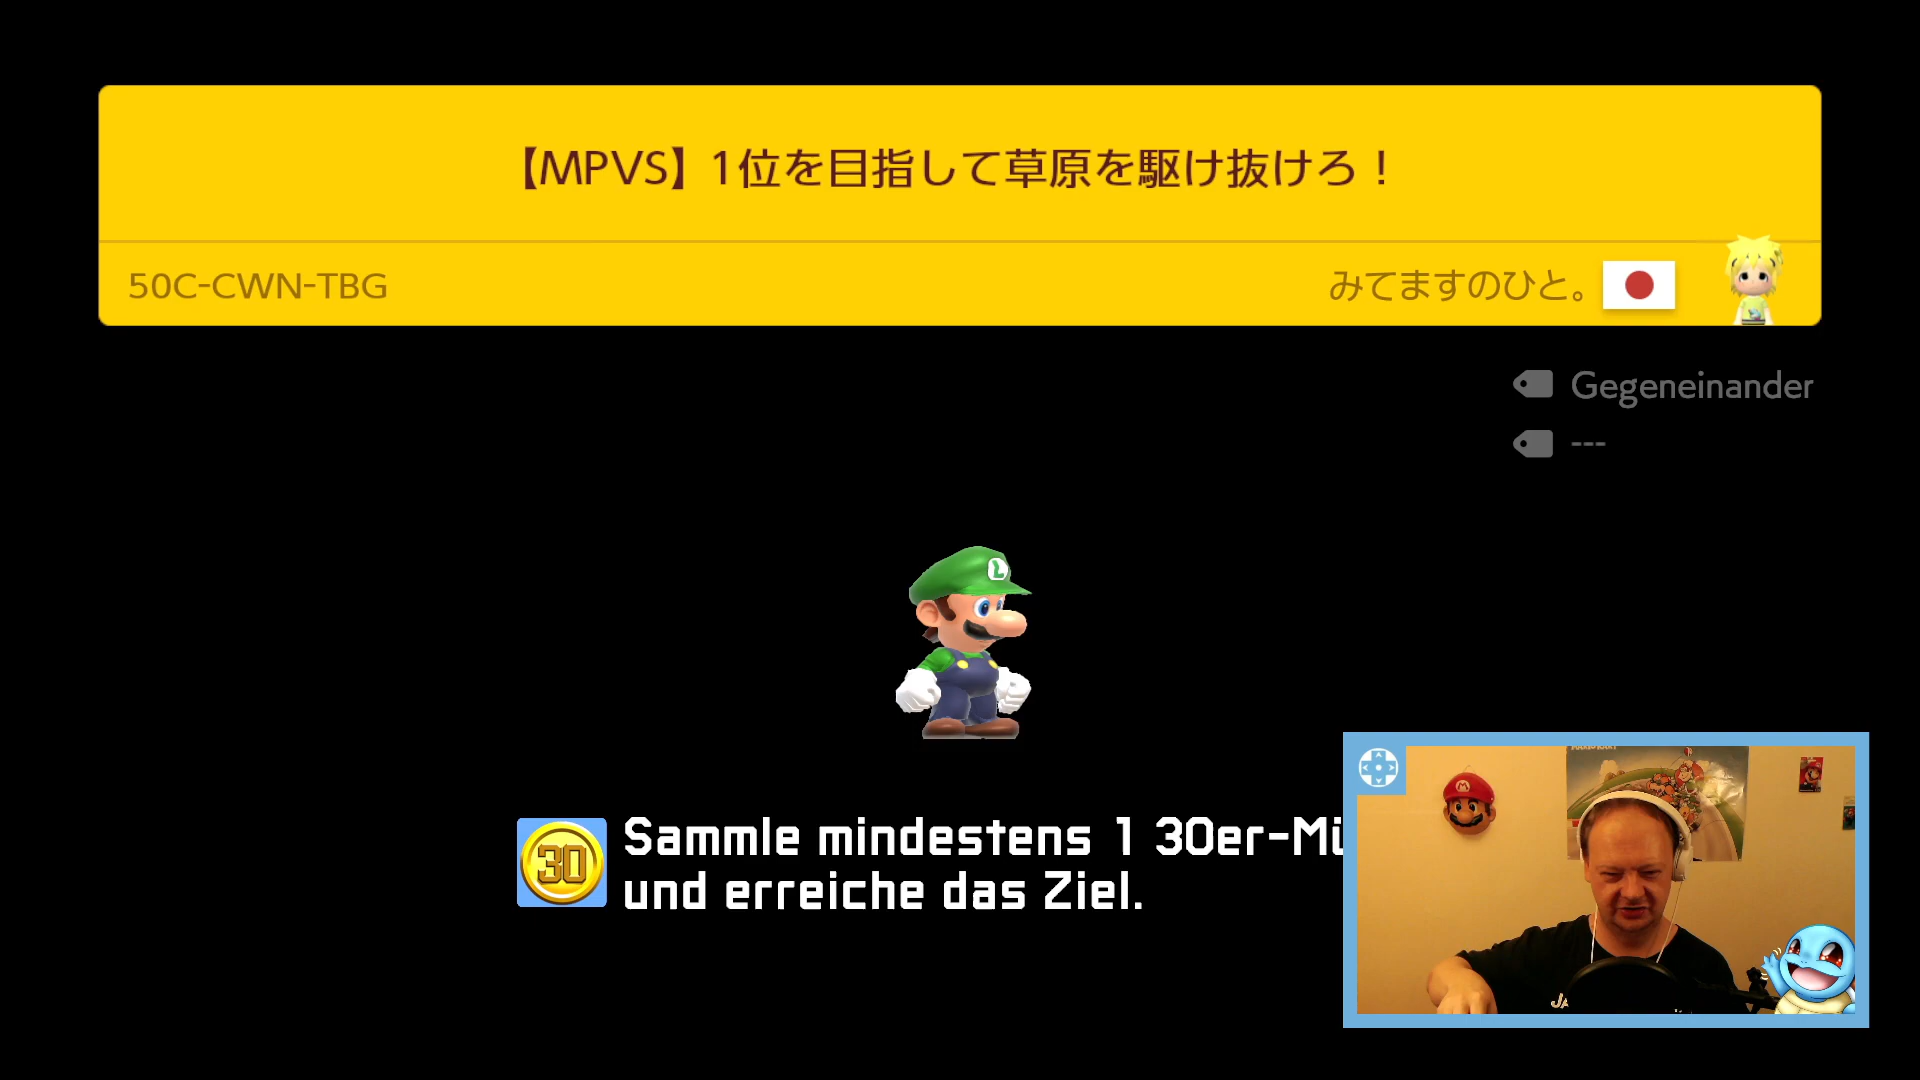 【MPVS】1位を目指して草原を駆け抜けろ！
50C-CWN-TBG
みてますのひと。
Gegeneinander
---
L
30
Sammle mindestens 1 30er-Mü
und erreiche das Ziel.
M
JA